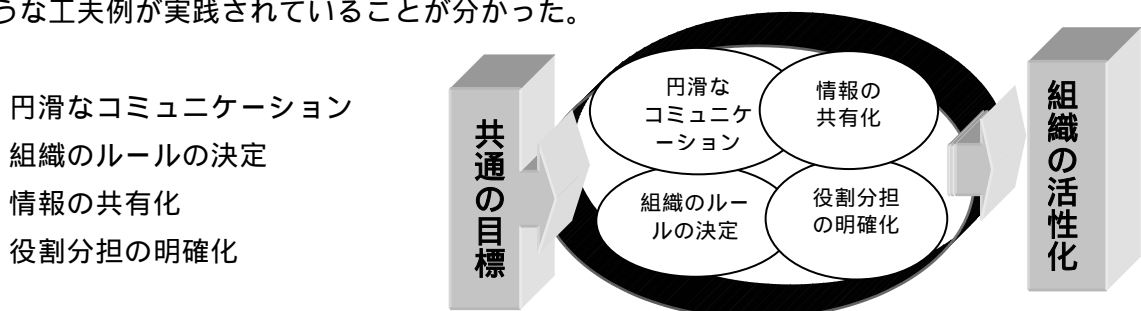 うな工夫例が実践されていることが分かった。
円滑なコミュニケーション
組織のルールの決定
情報の共有化
役割分担の明確化
共通の目標
円滑な
コミュニケ
ーション
情報の
共有化
組織のルー
ルの決定
役割分担
の明確化
組織の活性化